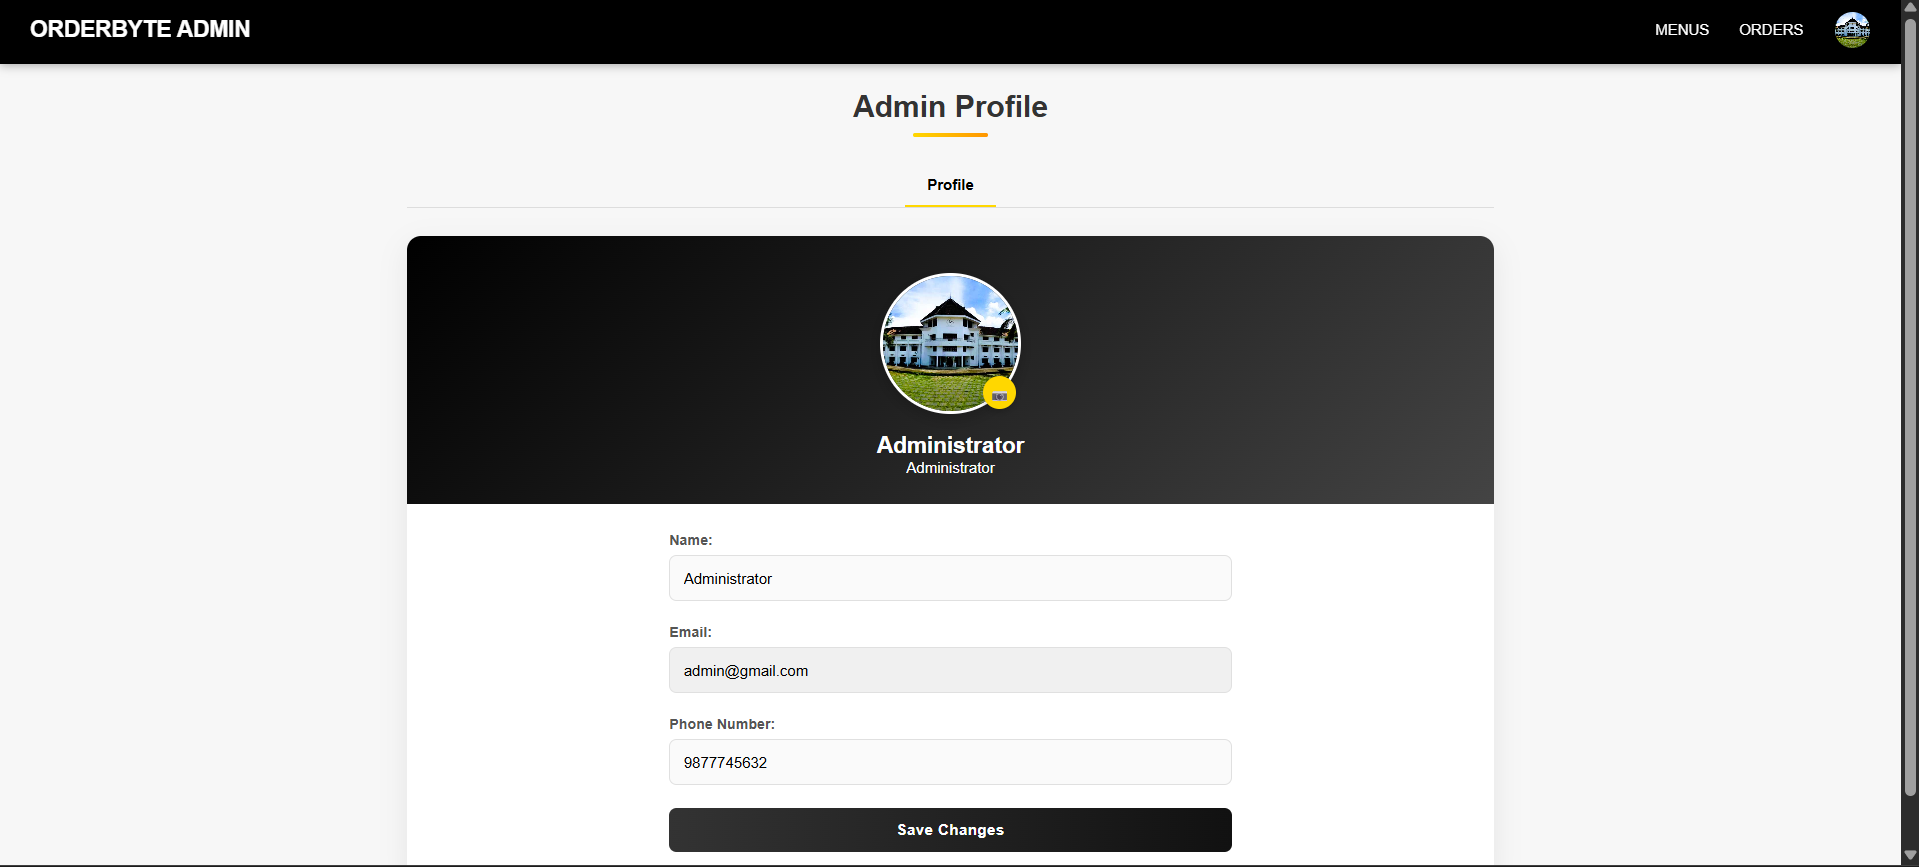 ORDERBYTE ADMIN
MENUS
ORDERS
Admin Profile
Profile
Administrator
Administrator
Name:
Administrator
Email:
admin@gmail.com
Phone Number:
9877745632
Save Changes